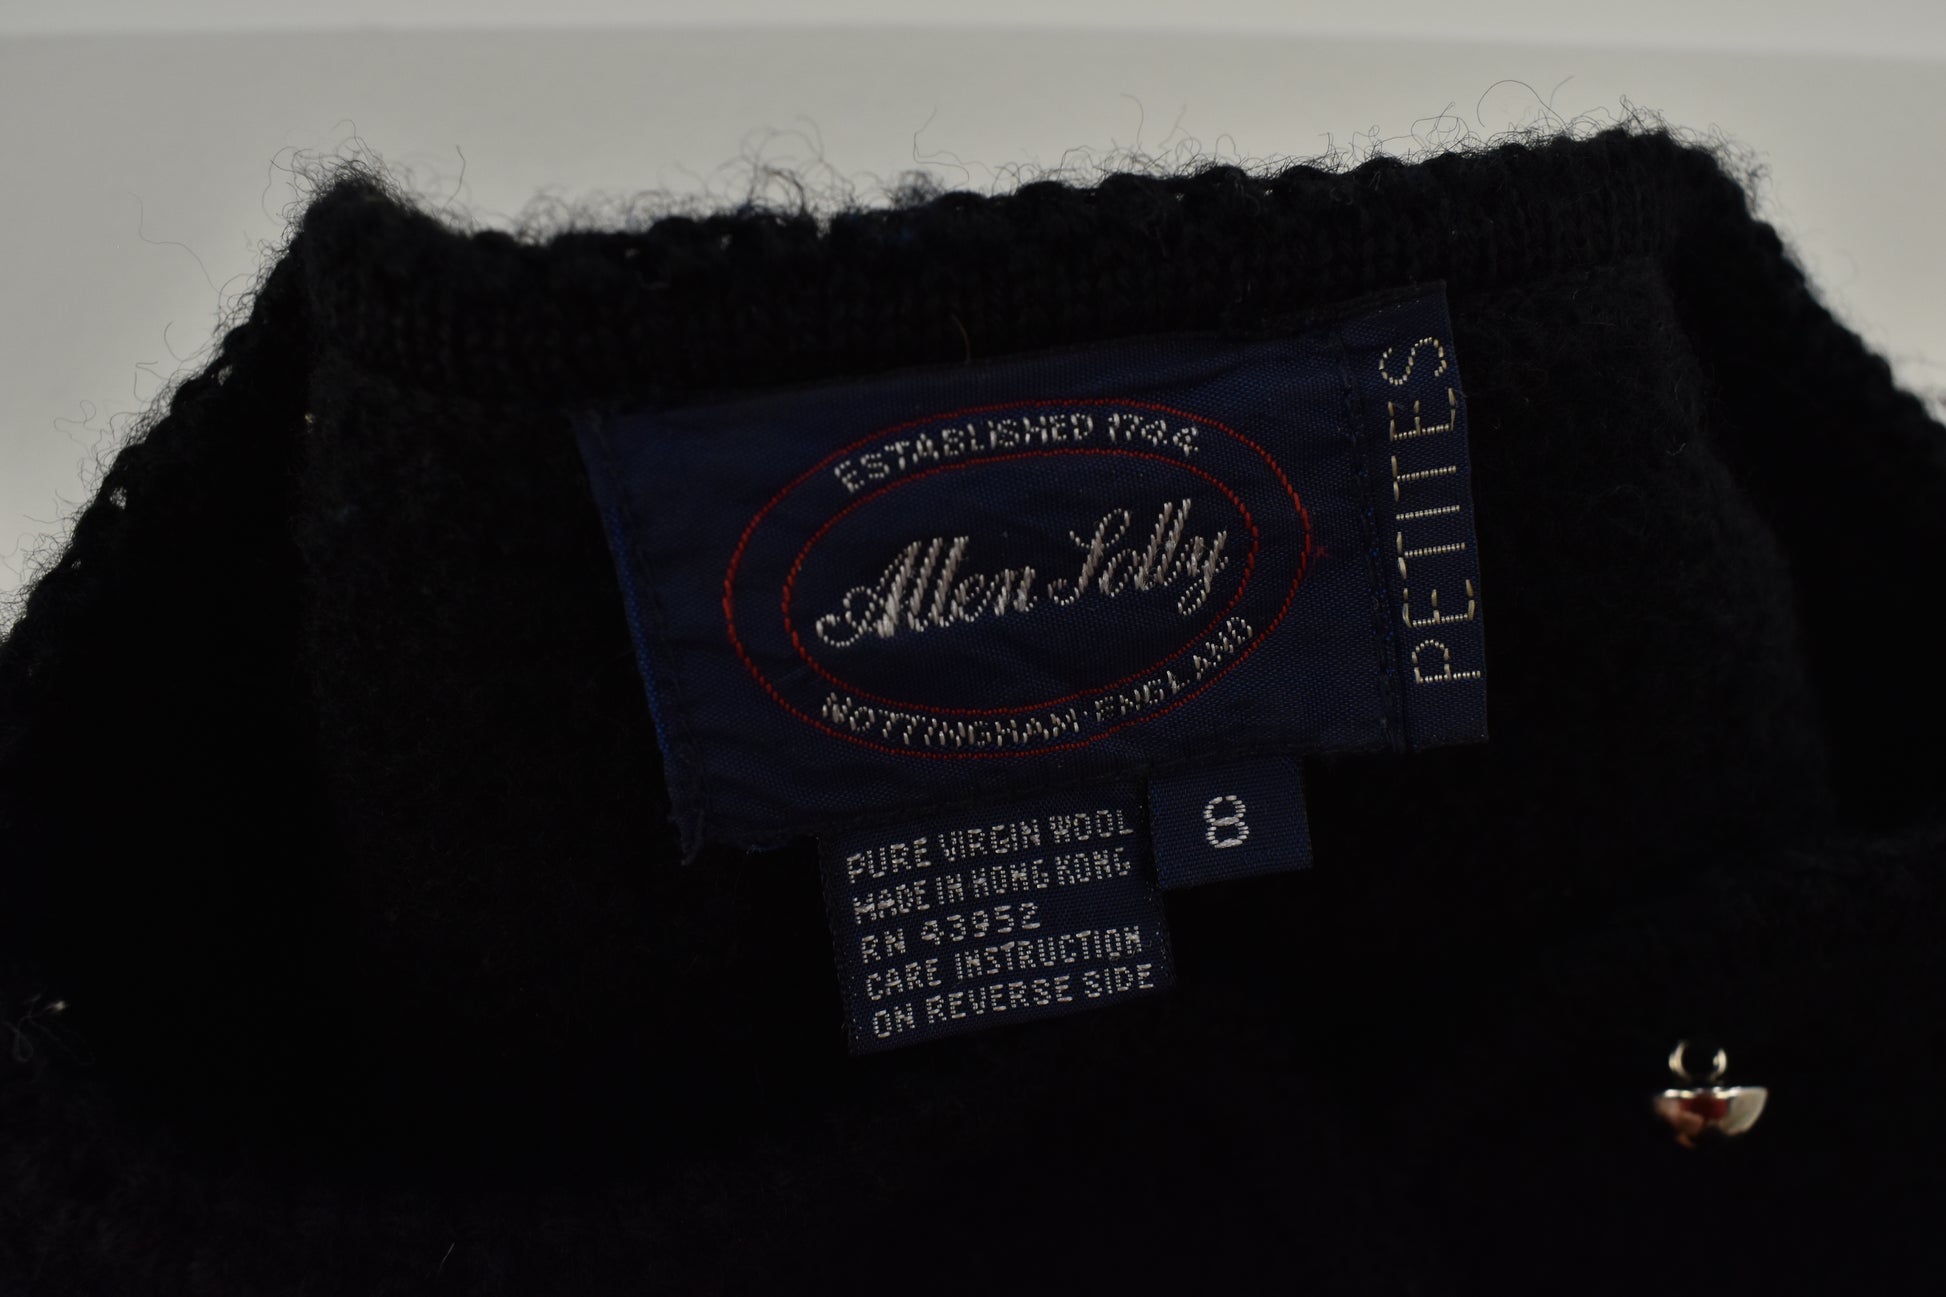 ESTABLISHED 1744
Allen Solly
NOTTINGHAM ENGLAND
PETITES
8
PURE VIRGIN WOOL
MADE IN HONG KONG
RN 43952
CARE INSTRUCTION
ON REVERSE SIDE